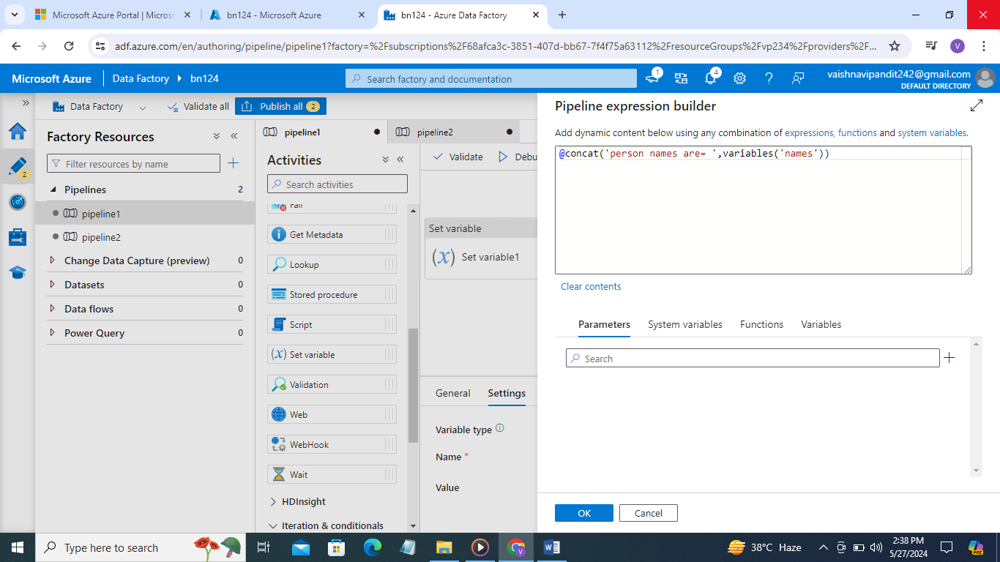 Microsoft Azure Portal | Micros
bn124 - Microsoft Azure
bn124 - Azure Data Factory
adf.azure.com/en/authoring/pipeline/pipeline1?factory=%2Fsubscriptions%2F68afca3c-3851-407d-bb67-7f4f75a63112%2FresourceGroups%2Fvp234%2Fproviders%2F...
V
Microsoft Azure
Data Factory
bn124
Search factory and documentation
1
4
vaishnavipandit242@gmail.com
DEFAULT DIRECTORY
Data Factory
Validate all
Publish all 2
Pipeline expression builder
Factory Resources
pipeline1
pipeline2
Add dynamic content below using any combination of expressions, functions and system variables.
Filter resources by name
Activities
Validate
Debu
@concat('person names are= ',variables('names'))
2
Search activities
Pipelines 2
pipeline1
pipeline2
Change Data Capture (preview) 0
Datasets 0
Data flows 0
Power Query 0
Fail
Get Metadata
Lookup
Stored procedure
Script
Set variable
Validation
Web
WebHook
Wait
HDInsight
Iteration & conditionals
Set variable
(x) Set variable1
General
Settings
Variable type
Name *
Value
Clear contents
Parameters
System variables
Functions
Variables
Search
OK
Cancel
Type here to search
38°C Haze
2:38 PM
5/27/2024
PRE